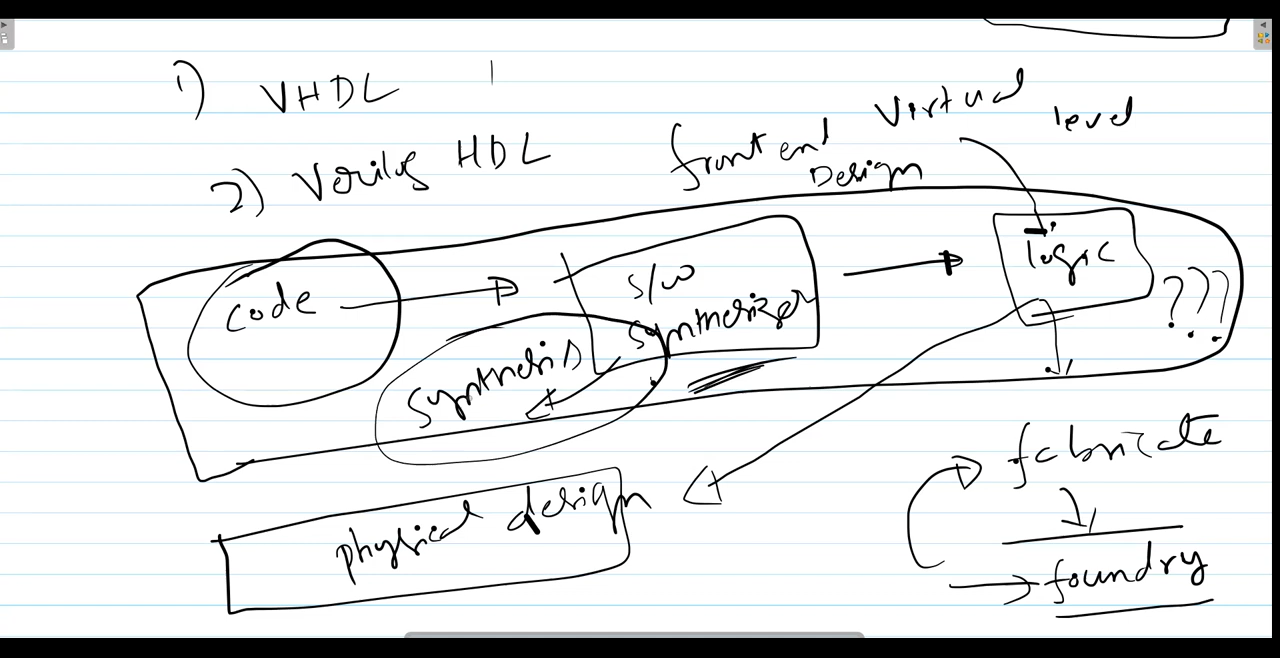 1) VHDL
2) Verilog HDL
front end Design
Virtual level
code
s/w synthesizer
logic
???
synthesis
physical design
fabricate
foundry